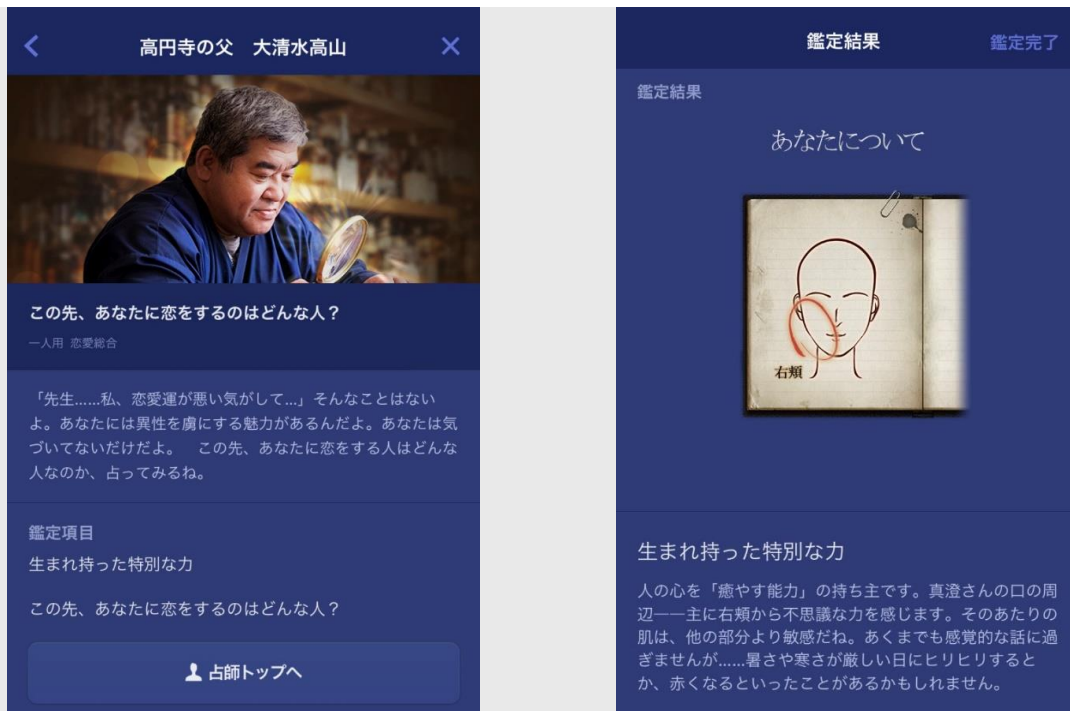 高円寺の父　大清水高山
この先、あなたに恋をするのはどんな人？
一人用 恋愛総合
「先生……私、恋愛運が悪い気がして…」そんなことはない
よ。あなたには異性を虜にする魅力があるんだよ。あなたは気
づいてないだけだよ。　この先、あなたに恋をする人はどんな
人なのか、占ってみるね。
鑑定項目
生まれ持った特別な力
この先、あなたに恋をするのはどんな人？
占師トップへ
鑑定結果
鑑定完了
鑑定結果
あなたについて
右頬
生まれ持った特別な力
人の心を「癒やす能力」の持ち主です。真澄さんの口の周
辺――主に右頬から不思議な力を感じます。そのあたりの
肌は、他の部分より敏感だね。あくまでも感覚的な話に過
ぎませんが……暑さや寒さが厳しい日にヒリヒリすると
か、赤くなるといったことがあるかもしれません。